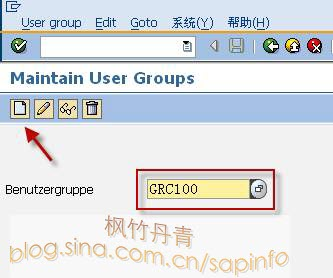 User group Edit Goto 系统(Y) 帮助(H)
Maintain User Groups
Benutzergruppe GRC100
枫竹丹青
blog.sina.com.cn/sapinfo